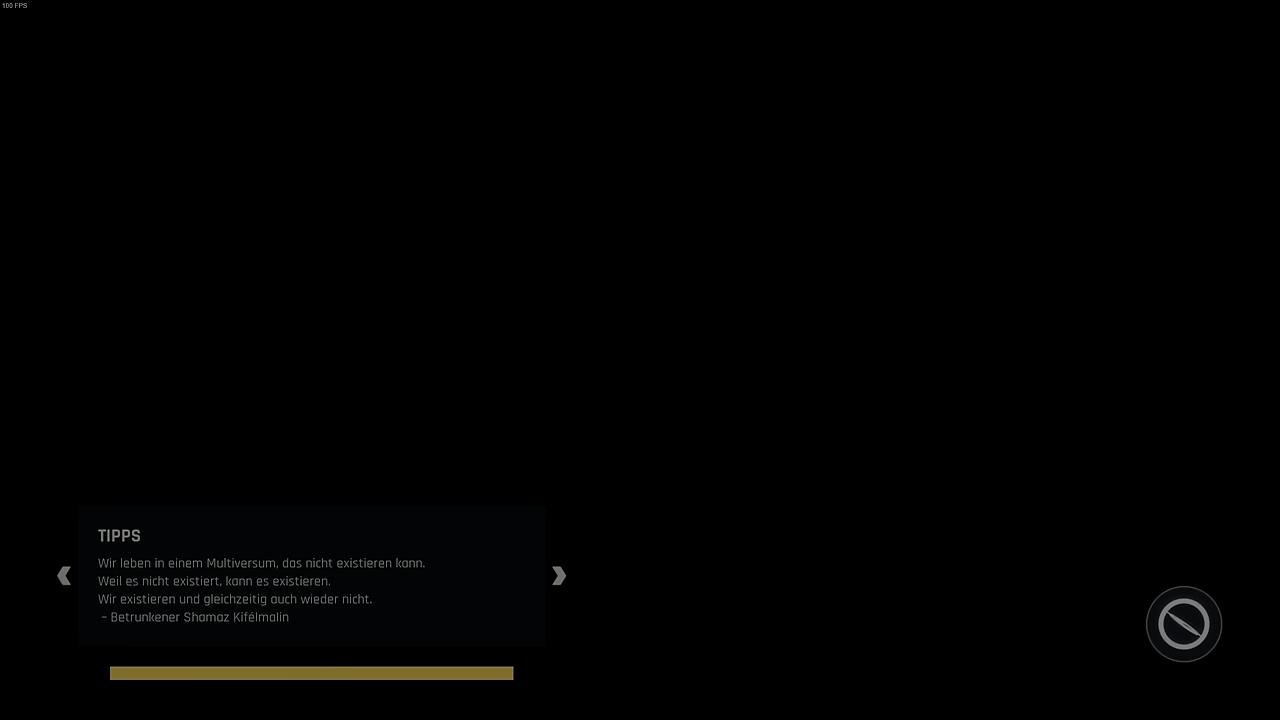 100 FPS
TIPPS
Wir leben in einem Multiversum, das nicht existieren kann.
Weil es nicht existiert, kann es existieren.
Wir existieren und gleichzeitig auch wieder nicht.
– Betrunkener Shamaz Kifélmalin